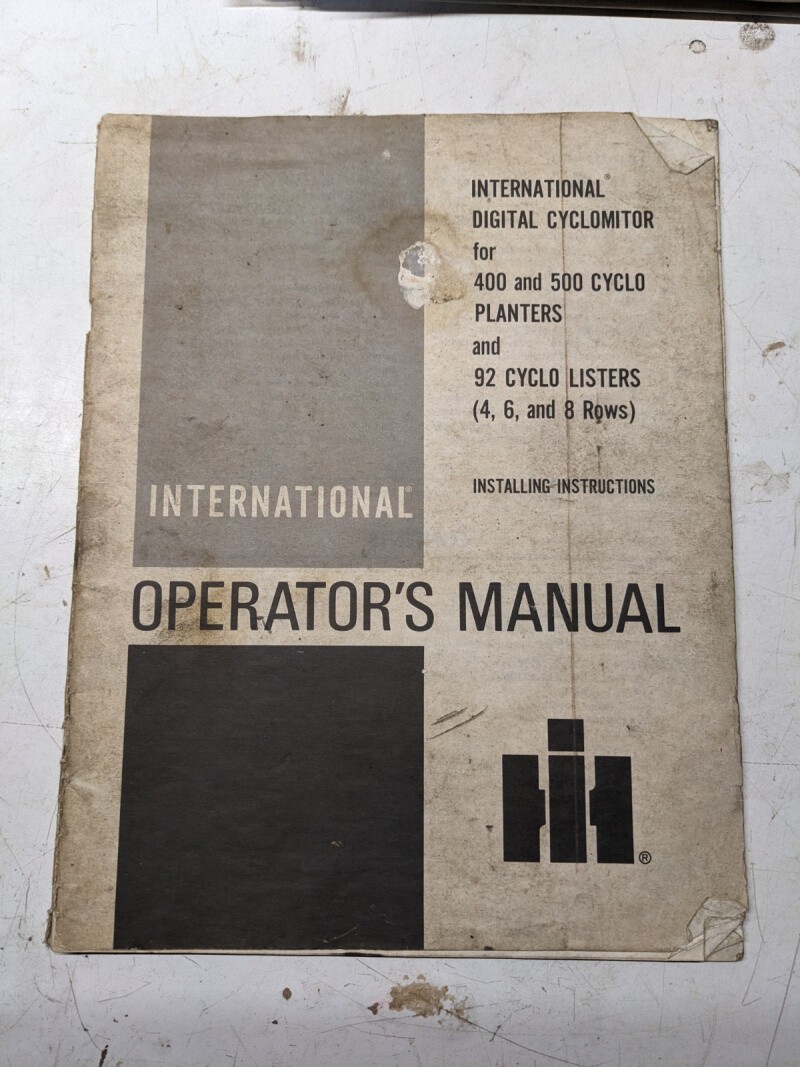 INTERNATIONAL®
DIGITAL CYCLOMITOR
for
400 and 500 CYCLO
PLANTERS
and
92 CYCLO LISTERS
(4, 6, and 8 Rows)
INSTALLING INSTRUCTIONS
INTERNATIONAL®
OPERATOR'S MANUAL
IH®